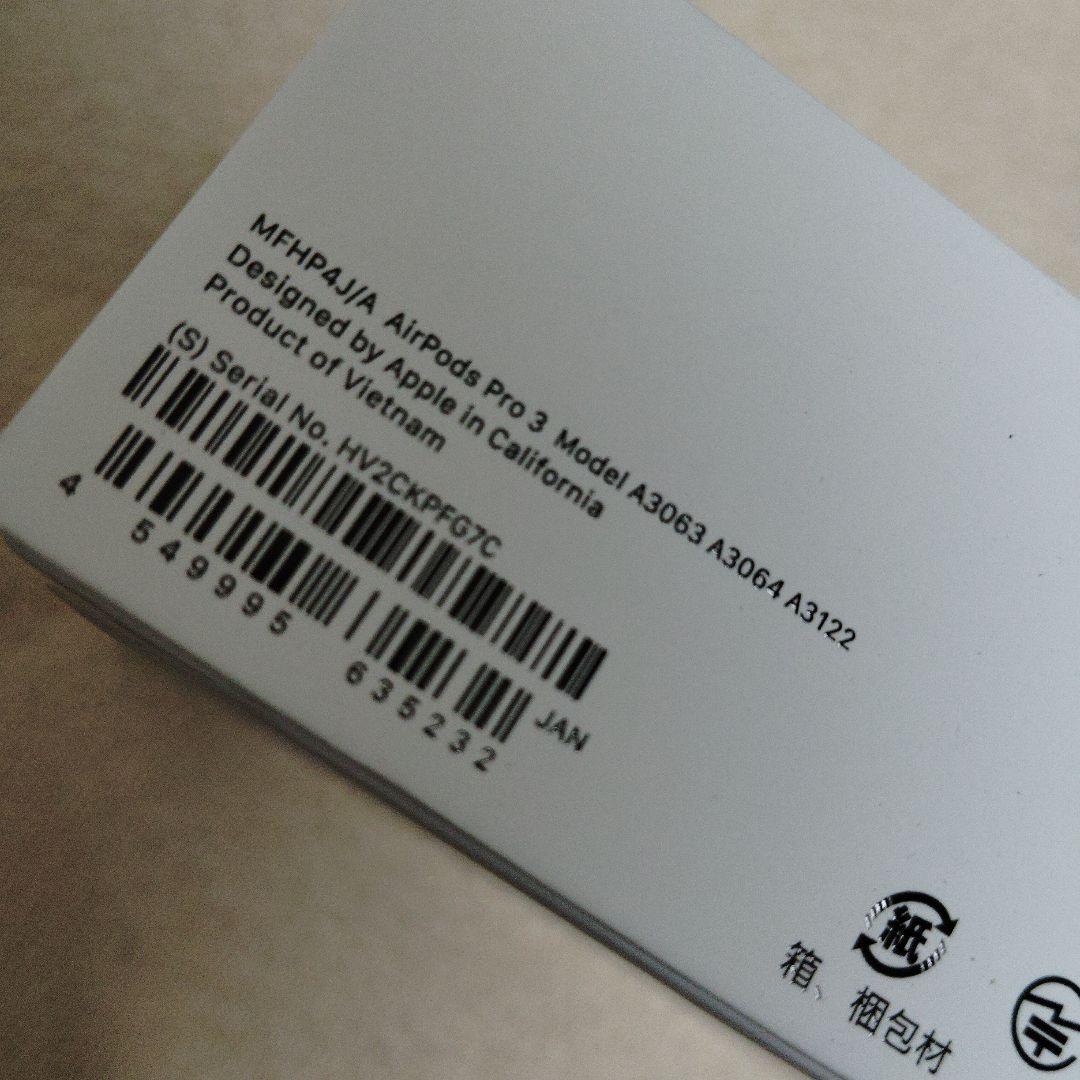 MFHP4J/A AirPods Pro 3 Model A3063 A3064 A3122
Designed by Apple in California
Product of Vietnam
(S) Serial No. HV2CKPFG7C
4 549995 635232 JAN
紙
箱、梱包材